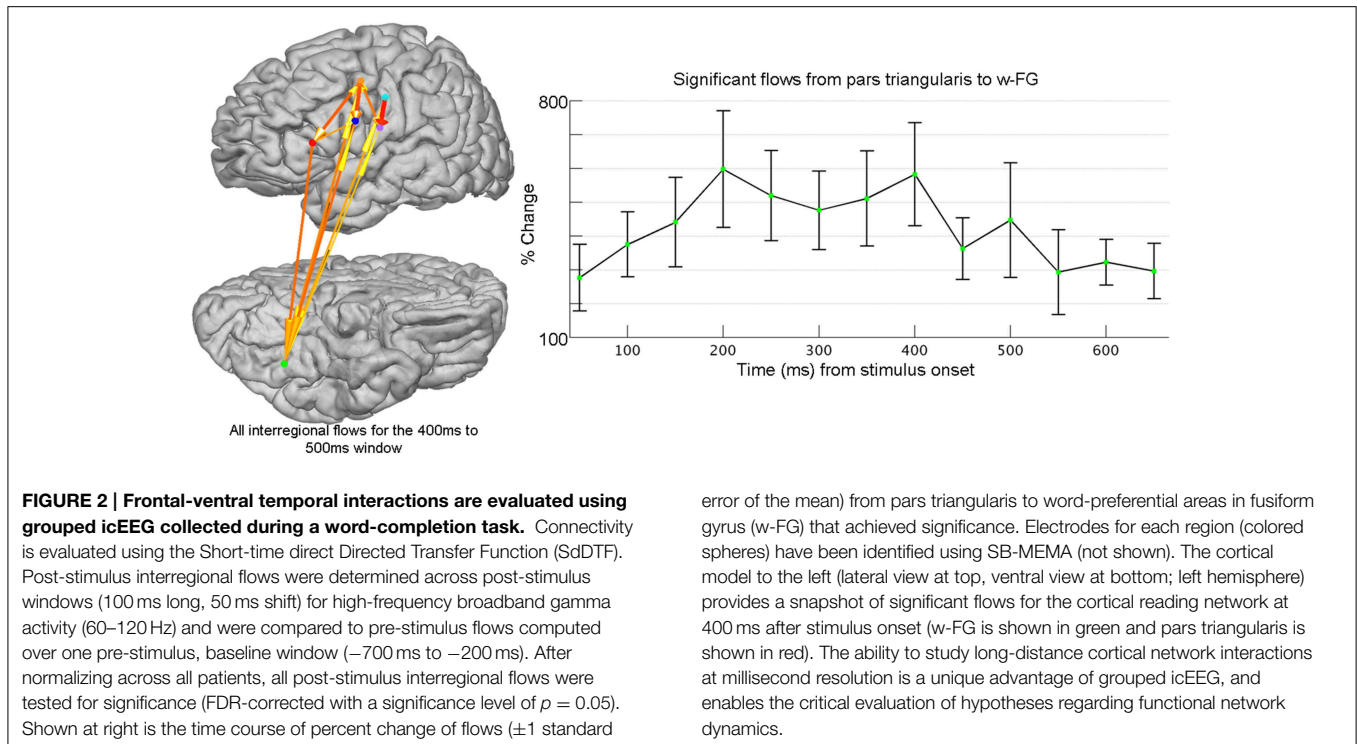 Significant flows from pars triangularis to w-FG
800
% Change
100
100 200 300 400 500 600
Time (ms) from stimulus onset
All interregional flows for the 400ms to
500ms window
FIGURE 2 | Frontal-ventral temporal interactions are evaluated using
grouped icEEG collected during a word-completion task. Connectivity
is evaluated using the Short-time direct Directed Transfer Function (SdDTF).
Post-stimulus interregional flows were determined across post-stimulus
windows (100 ms long, 50 ms shift) for high-frequency broadband gamma
activity (60–120 Hz) and were compared to pre-stimulus flows computed
over one pre-stimulus, baseline window (−700 ms to −200 ms). After
normalizing across all patients, all post-stimulus interregional flows were
tested for significance (FDR-corrected with a significance level of p = 0.05).
Shown at right is the time course of percent change of flows (±1 standard
error of the mean) from pars triangularis to word-preferential areas in fusiform
gyrus (w-FG) that achieved significance. Electrodes for each region (colored
spheres) have been identified using SB-MEMA (not shown). The cortical
model to the left (lateral view at top, ventral view at bottom; left hemisphere)
provides a snapshot of significant flows for the cortical reading network at
400 ms after stimulus onset (w-FG is shown in green and pars triangularis is
shown in red). The ability to study long-distance cortical network interactions
at millisecond resolution is a unique advantage of grouped icEEG, and
enables the critical evaluation of hypotheses regarding functional network
dynamics.